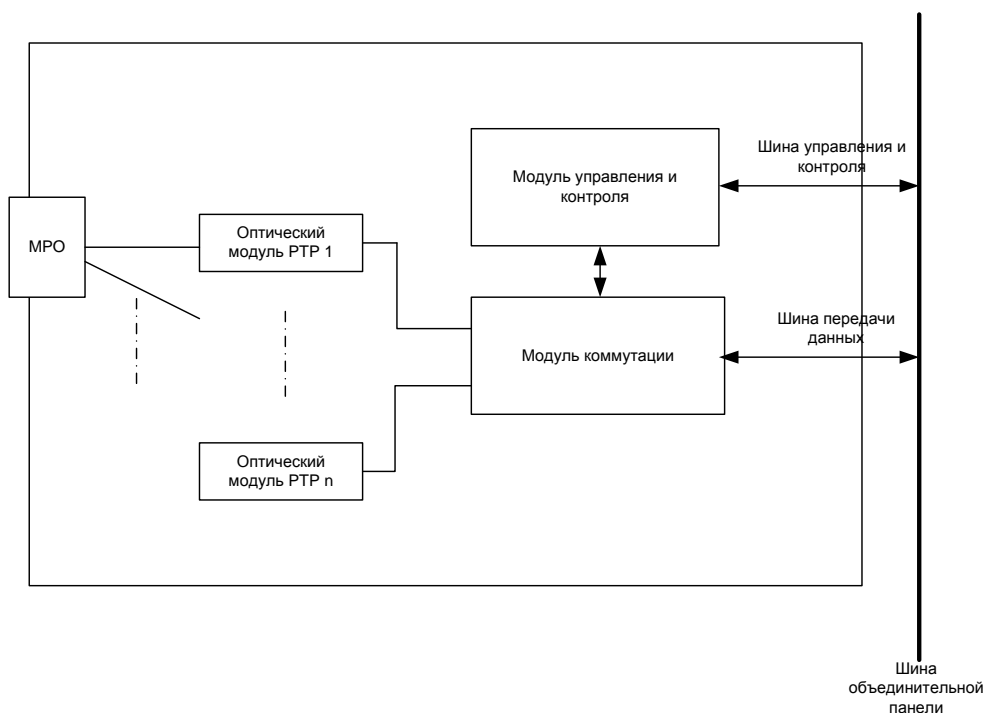 Модуль управления и
контроля
Шина управления и
контроля
MPO
Оптический
модуль PTP 1
Модуль коммутации
Шина передачи
данных
Оптический
модуль PTP n
Шина
объединительной
панели